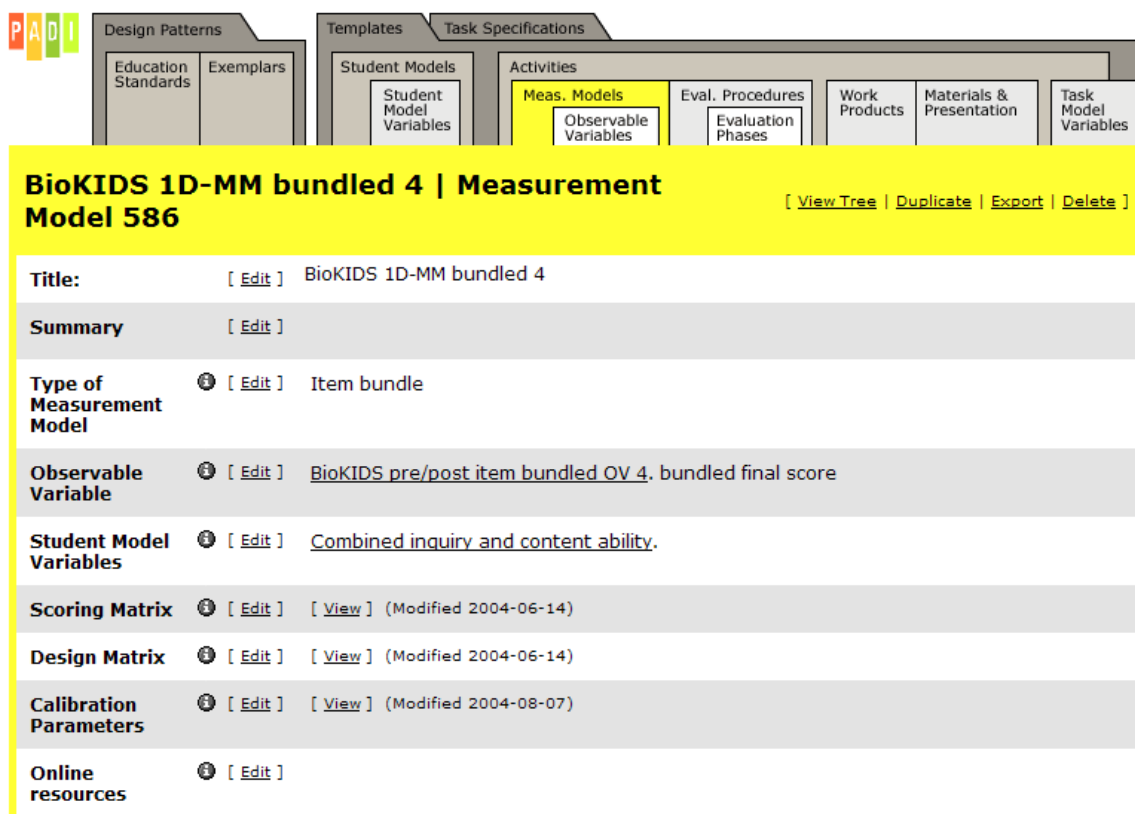 PADI
Design Patterns
Templates
Task Specifications
Education
Standards
Exemplars
Student Models
Student
Model
Variables
Activities
Meas. Models
Observable
Variables
Eval. Procedures
Evaluation
Phases
Work
Products
Materials &
Presentation
Task
Model
Variables
BioKIDS 1D-MM bundled 4 | Measurement
Model 586
[ View Tree | Duplicate | Export | Delete ]
Title: [ Edit ] BioKIDS 1D-MM bundled 4
Summary [ Edit ]
Type of
Measurement
Model
i [ Edit ] Item bundle
Observable
Variable
i [ Edit ] BioKIDS pre/post item bundled OV 4. bundled final score
Student Model
Variables
i [ Edit ] Combined inquiry and content ability.
Scoring Matrix i [ Edit ] [ View ] (Modified 2004-06-14)
Design Matrix i [ Edit ] [ View ] (Modified 2004-06-14)
Calibration
Parameters
i [ Edit ] [ View ] (Modified 2004-08-07)
Online
resources
i [ Edit ]